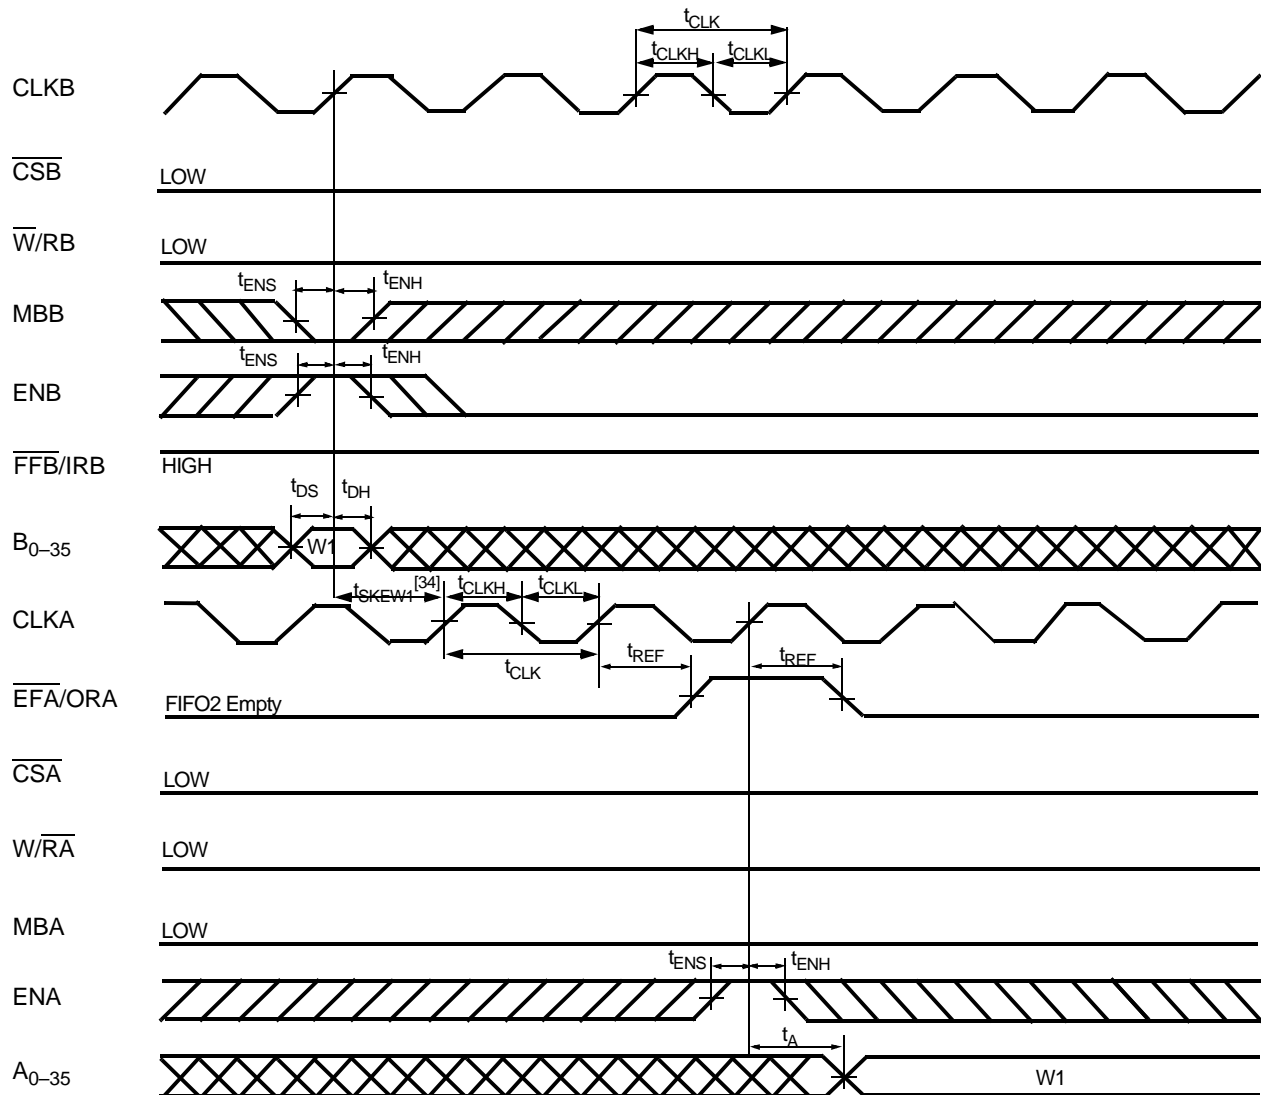 tCLK
tCLKH tCLKL
CLKB
CSB
LOW
W/RB
LOW
tENS tENH
MBB
tENS tENH
ENB
FFB/IRB
HIGH
tDS tDH
B0–35
W1
tSKEW1[34] tCLKH tCLKL
CLKA
tCLK tREF tREF
EFA/ORA
FIFO2 Empty
CSA
LOW
W/RA
LOW
MBA
LOW
tENS tENH
ENA
tA
A0–35
W1